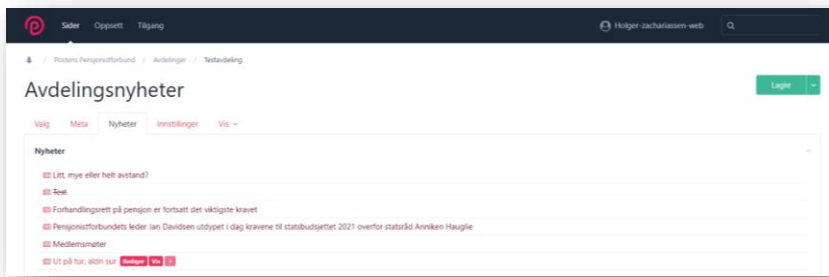 Sider Oppsett Tilgang Holger-zachariassen-web
/ Postens Pensjonistforbund / Avdelinger / Testavdeling
Avdelingsnyheter
Lagre
Valg Meta Nyheter Innstillinger Vis
Nyheter
Litt, mye eller helt avstand?
Test
Forhandlingsrett på pensjon er fortsatt det viktigste kravet
Pensjonistforbundets leder Jan Davidsen utdypet i dag kravene til statsbudsjettet 2021 overfor statsråd Anniken Hauglie
Medlemsmøter
Ut på tur, aldri sur Rediger Vis